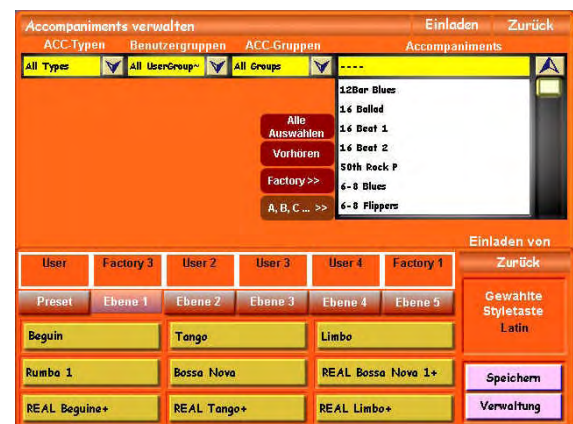 Accompaniments verwalten Einladen Zurück
ACC-Typen Benutzergruppen ACC-Gruppen Accompaniments
All Types All UserGroup~ All Groups ----
12Bar Blues
16 Ballad
16 Beat 1
16 Beat 2
50th Rock P
6-8 Blues
6-8 Flippers
Alle
Auswählen
Vorhören
Factory >>
A, B, C ... >>
Einladen von
User Factory 3 User 2 User 3 User 4 Factory 1 Zurück
Preset Ebene 1 Ebene 2 Ebene 3 Ebene 4 Ebene 5
Gewählte
Styletaste
Latin
Beguin Tango Limbo
Rumba 1 Bossa Nova REAL Bossa Nova 1+
Speichern
REAL Beguine+ REAL Tango+ REAL Limbo+
Verwaltung